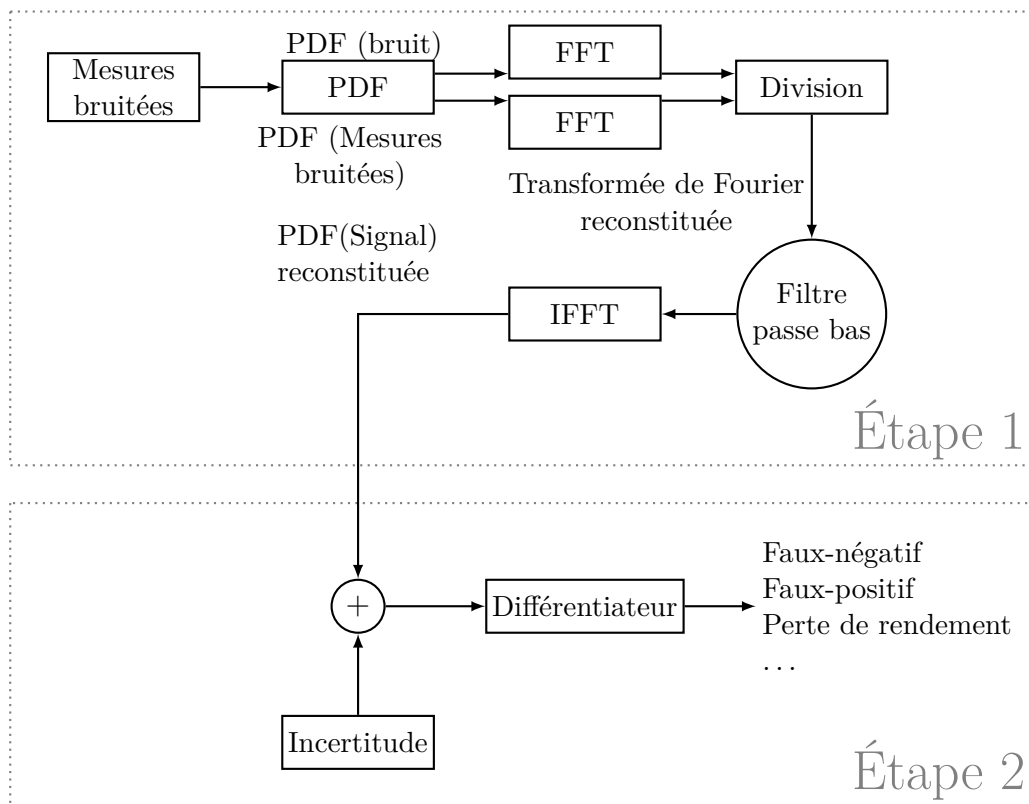 Mesures
bruitées
PDF (bruit)
PDF
PDF (Mesures
bruitées)
FFT
FFT
Division
Transformée de Fourier
reconstituée
PDF(Signal)
reconstituée
IFFT
Filtre
passe bas
Étape 1
+
Différentiateur
Faux-négatif
Faux-positif
Perte de rendement
...
Incertitude
Étape 2